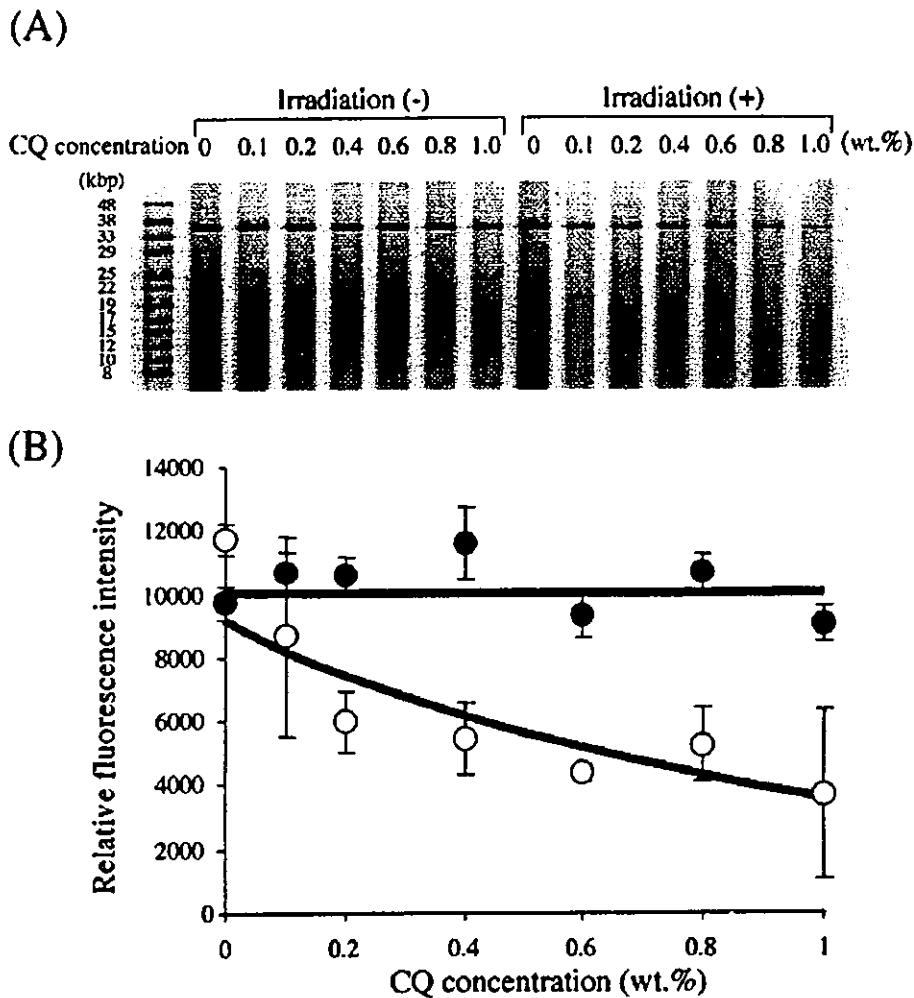 (A)
Irradiation (-) Irradiation (+)
CQ concentration 0 0.1 0.2 0.4 0.6 0.8 1.0 0 0.1 0.2 0.4 0.6 0.8 1.0 (wt.%)
(kbp)
48
38
33
29
25
22
19
17
15
12
10
8
(B)
14000
12000
10000
8000
6000
4000
2000
0
Relative fluorescence intensity
0 0.2 0.4 0.6 0.8 1
CQ concentration (wt.%)